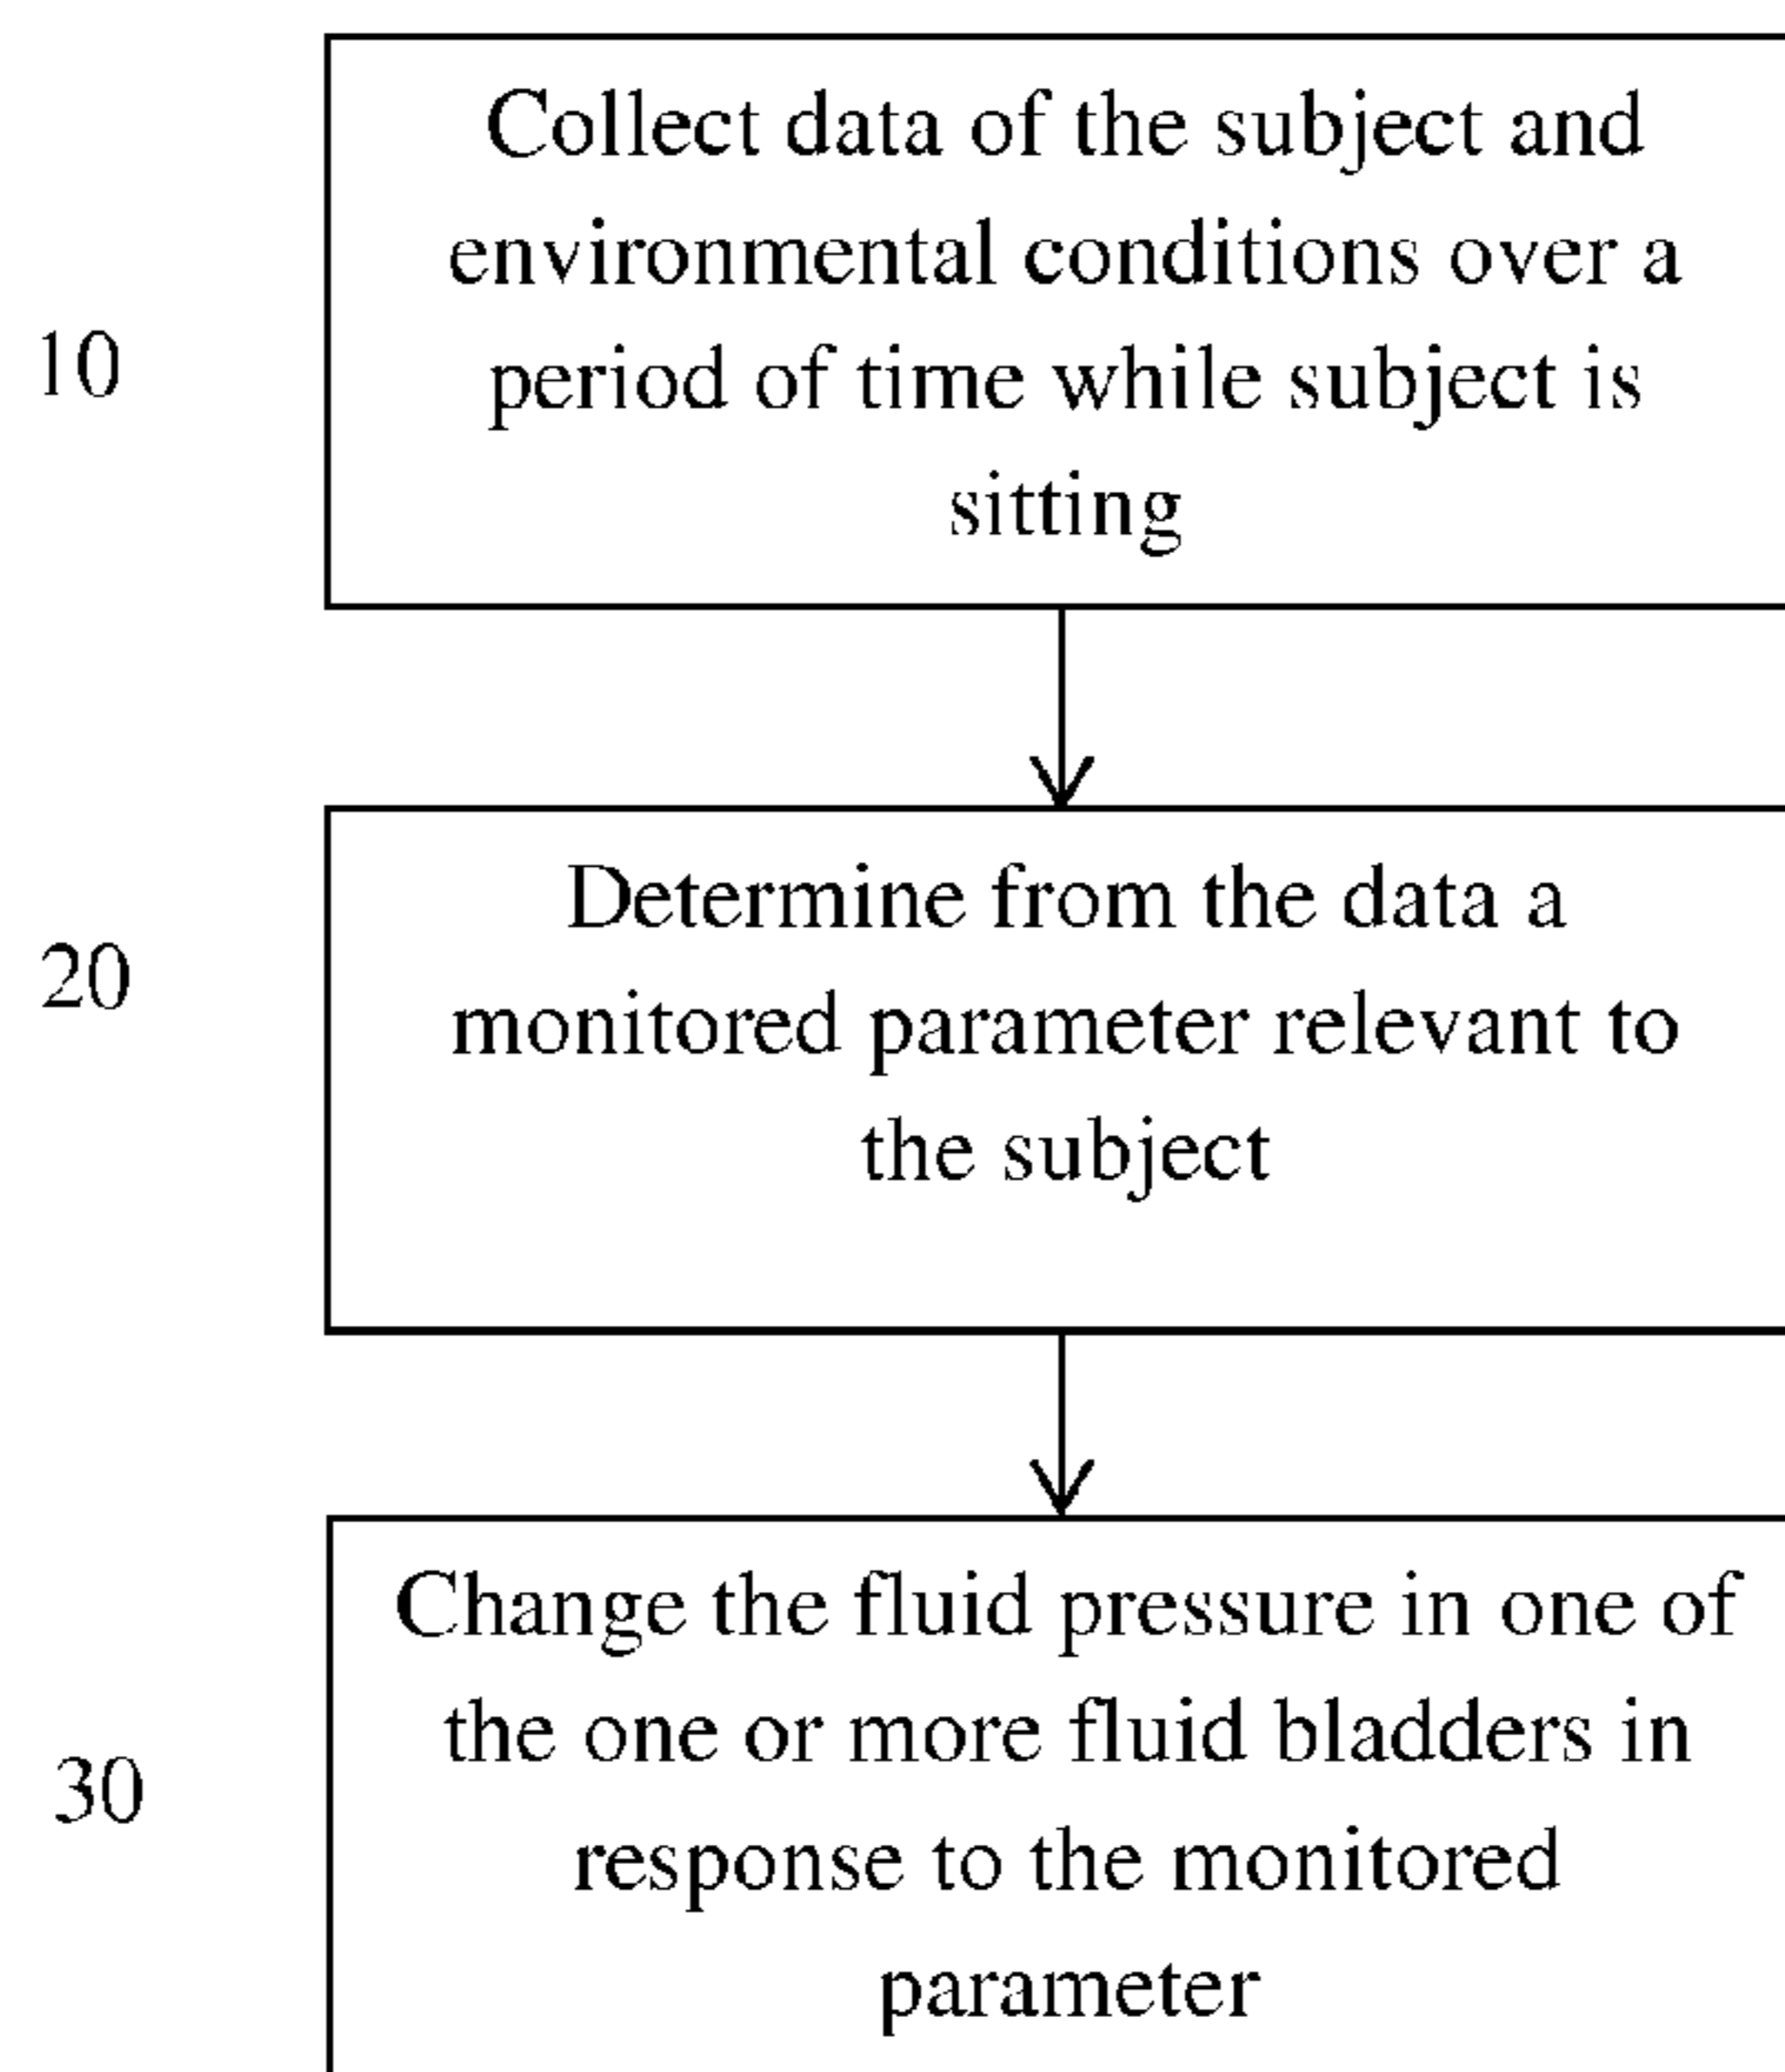 Collect data of the subject and
environmental conditions over a
10
period of time while subject is
sitting
Determine from the data a
20
monitored parameter relevant to
the subject
Change the fluid pressure in one of
the one or more fluid bladders in
30
response to the monitored
parameter